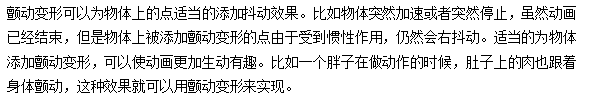 颤动变形可以为物体上的点适当的添加抖动效果。比如物体突然加速或者突然停止，虽然动画
已经结束，但是物体上被添加颤动变形的点由于受到惯性作用，仍然会右抖动。适当的为物体
添加颤动变形，可以使动画更加生动有趣。比如一个胖子在做动作的时候，肚子上的肉也跟着
身体颤动，这种效果就可以用颤动变形来实现。